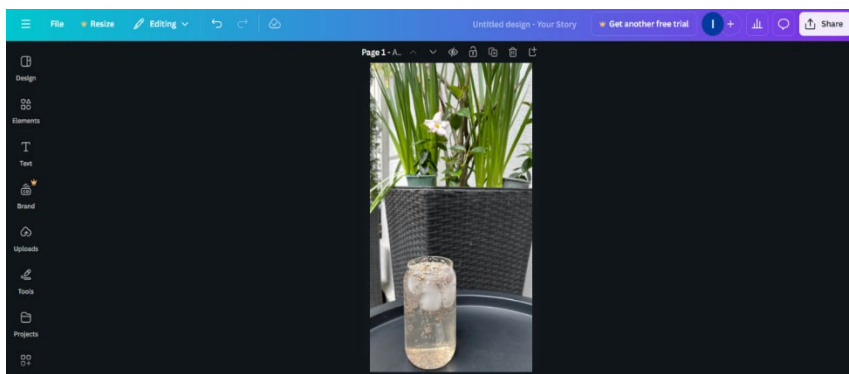 File Resize Editing Untitled design - Your Story Get another free trial I + Share
Page 1 - A...
Design
Elements
Text
Brand
Uploads
Tools
Projects